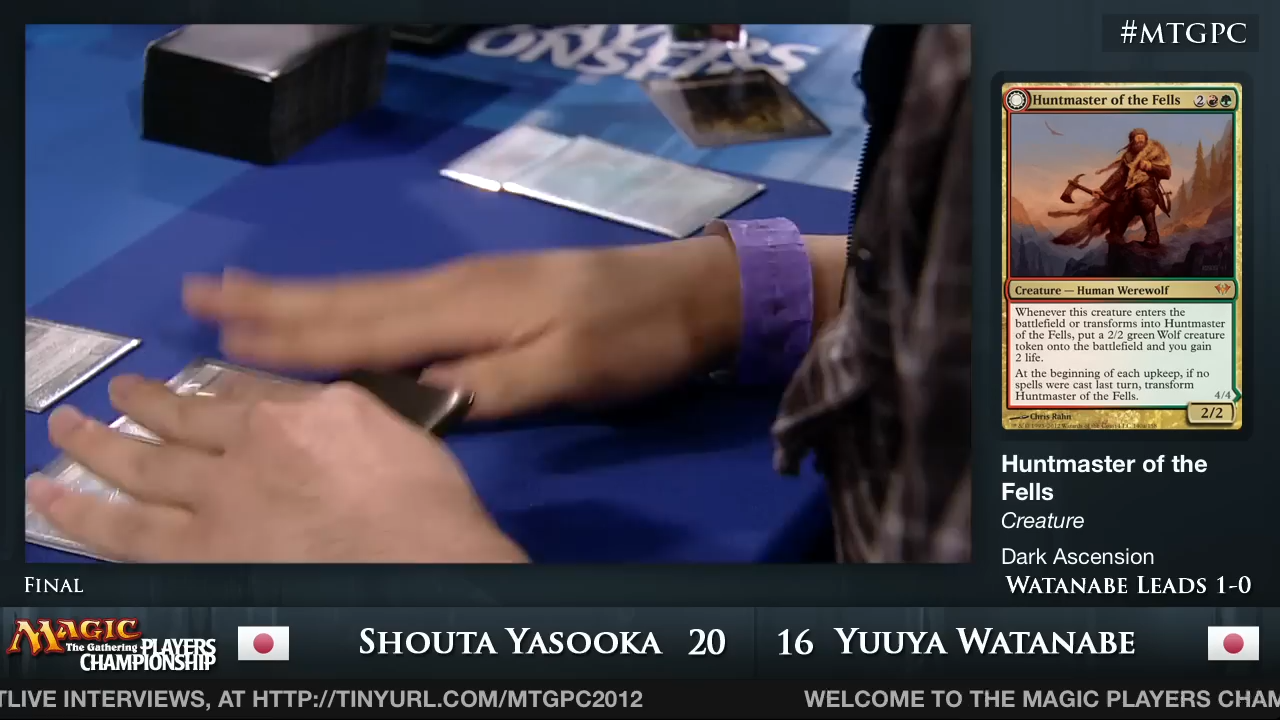 #MTGPC
Huntmaster of the Fells
Creature — Human Werewolf
Whenever this creature enters the
battlefield or transforms into Huntmaster
of the Fells, put a 2/2 green Wolf creature
token onto the battlefield and you gain
2 life.
At the beginning of each upkeep, if no
spells were cast last turn, transform
Huntmaster of the Fells.
4/4
Chris Rahn
2/2
Huntmaster of the
Fells
Creature
Dark Ascension
Watanabe Leads 1-0
Final
Magic
The Gathering
PLAYERS
CHAMPIONSHIP
Shouta Yasooka 20
16 Yuuya Watanabe
TLIVE INTERVIEWS, AT HTTP://TINYURL.COM/MTGPC2012
WELCOME TO THE MAGIC PLAYERS CHAM